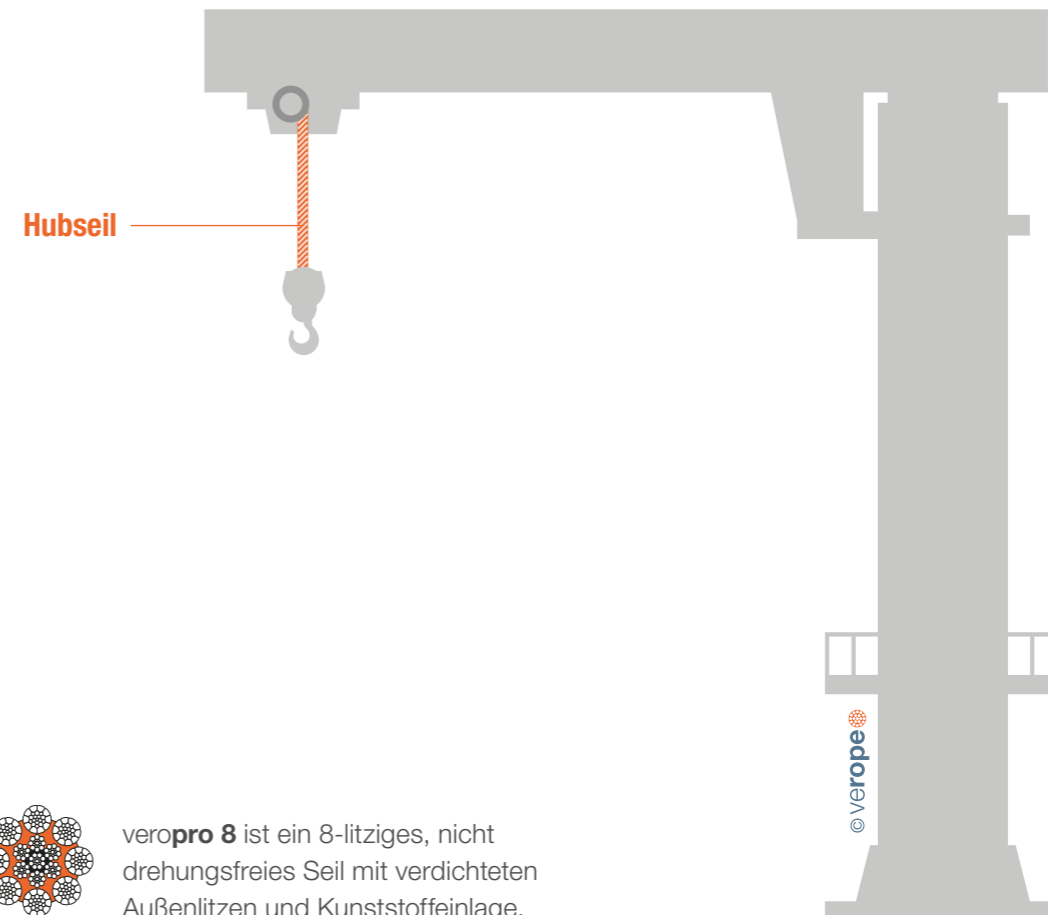 Hubseil
© verope
veropro 8 ist ein 8-litziges, nicht
drehungsfreies Seil mit verdichteten
Außenlitzen und Kunststoffeinlage.